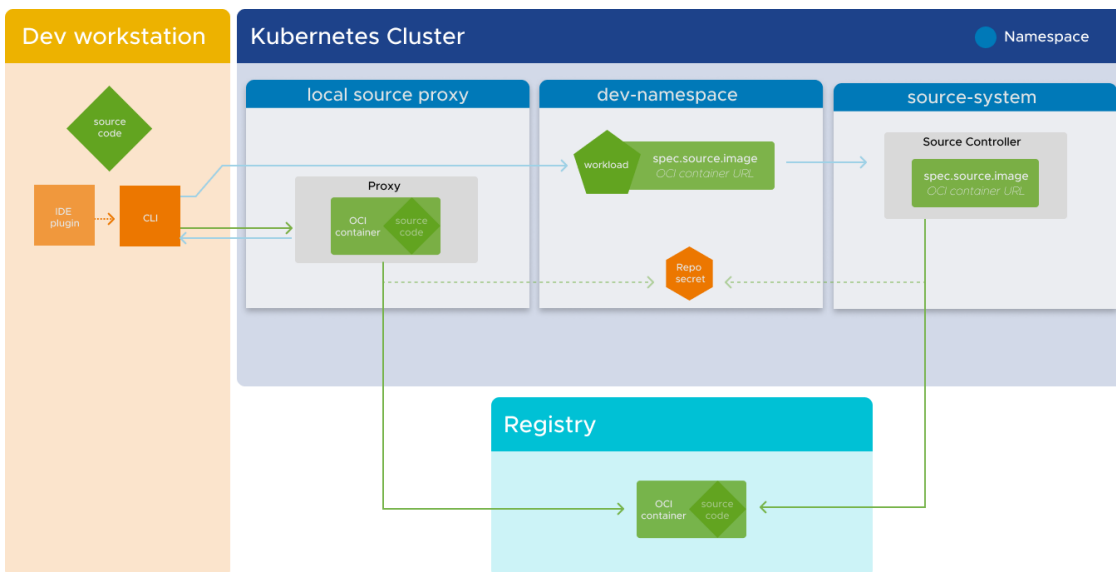 Dev workstation
Kubernetes Cluster
Namespace
local source proxy
dev-namespace
source-system
source
code
IDE
plugin
CLI
Proxy
OCI
container
source
code
workload
spec.source.image
OCI container URL
Source Controller
spec.source.image
OCI container URL
Repo
secret
Registry
OCI
container
source
code